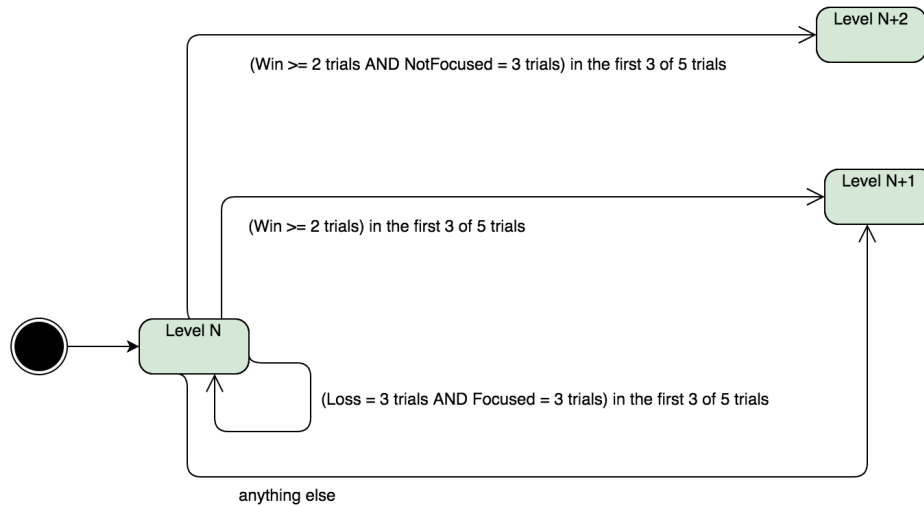 Level N+2
(Win >= 2 trials AND NotFocused = 3 trials) in the first 3 of 5 trials
Level N+1
(Win >= 2 trials) in the first 3 of 5 trials
Level N
(Loss = 3 trials AND Focused = 3 trials) in the first 3 of 5 trials
anything else